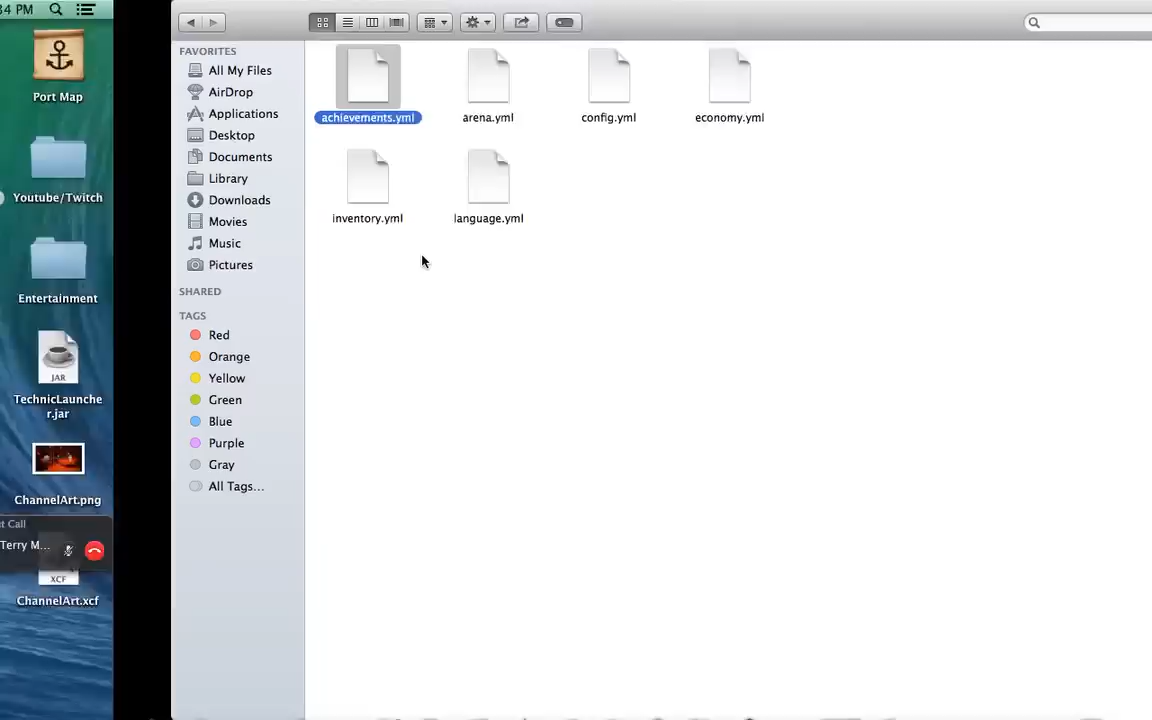 34 PM
Port Map
Youtube/Twitch
Entertainment
JAR
TechnicLaunche
r.jar
ChannelArt.png
t Call
Terry M...
XCF
ChannelArt.xcf
FAVORITES
All My Files
AirDrop
Applications
Desktop
Documents
Library
Downloads
Movies
Music
Pictures
SHARED
TAGS
Red
Orange
Yellow
Green
Blue
Purple
Gray
All Tags...
achievements.yml
arena.yml
config.yml
economy.yml
inventory.yml
language.yml